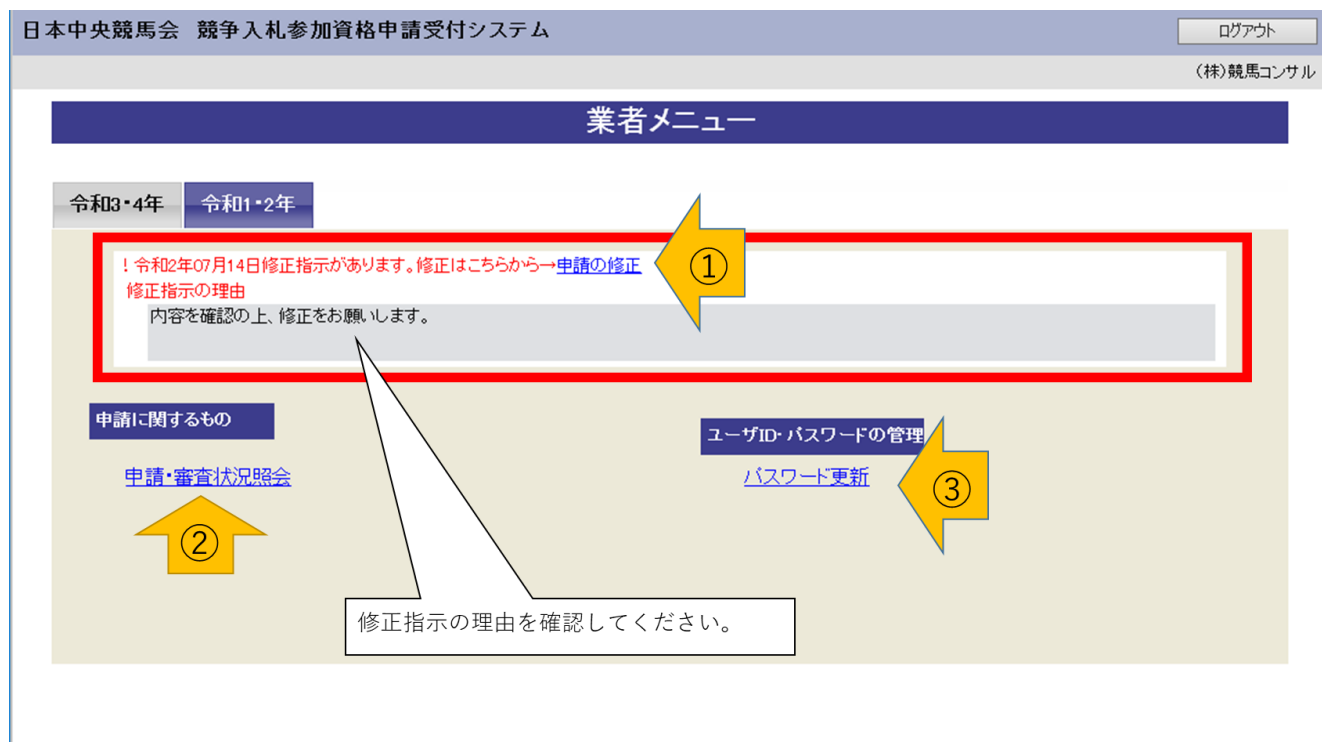 日本中央競馬会 競争入札参加資格申請受付システム
ログアウト
(株)競馬コンサル
業者メニュー
令和3・4年 令和1・2年
！令和2年07月14日修正指示があります。修正はこちらから→申請の修正
①
修正指示の理由
内容を確認の上、修正をお願いします。
申請に関するもの
ユーザID・パスワードの管理
申請・審査状況照会
パスワード更新
③
②
修正指示の理由を確認してください。